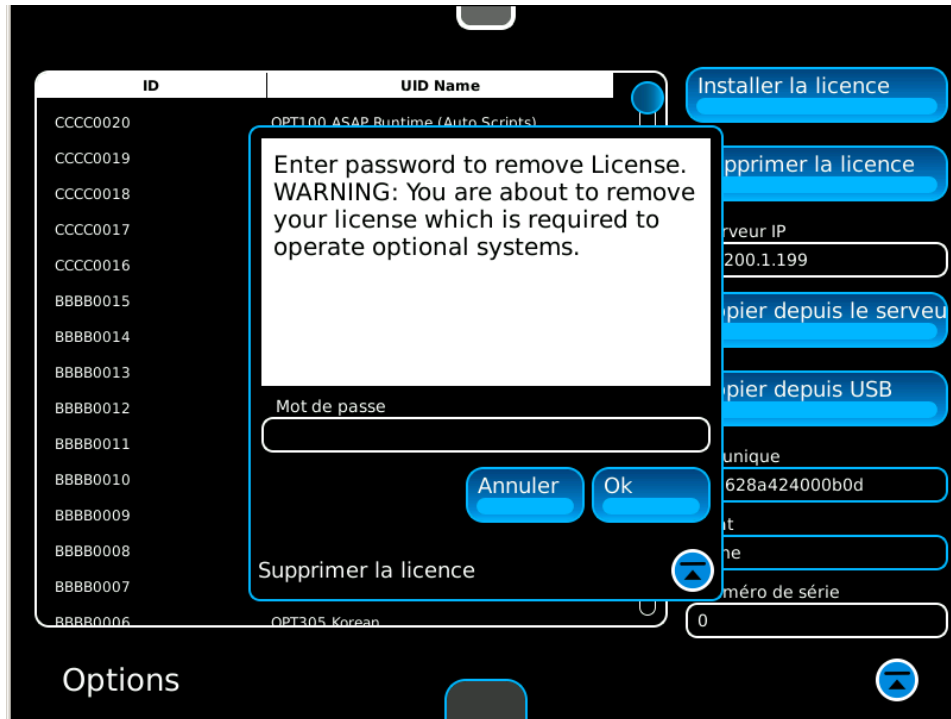 ID UID Name
CCCC0020 OPT100 ASAP Runtime (Auto Scripts)
CCCC0019
CCCC0018
CCCC0017
CCCC0016
BBBB0015
BBBB0014
BBBB0013
BBBB0012
BBBB0011
BBBB0010
BBBB0009
BBBB0008
BBBB0007
BBBB0006 OPT305 Korean
Enter password to remove License.
WARNING: You are about to remove
your license which is required to
operate optional systems.
Mot de passe
Annuler Ok
Supprimer la licence
Installer la licence
pprimer la licence
rveur IP
200.1.199
pier depuis le serveu
pier depuis USB
unique
628a424000b0d
méro de série
0
Options